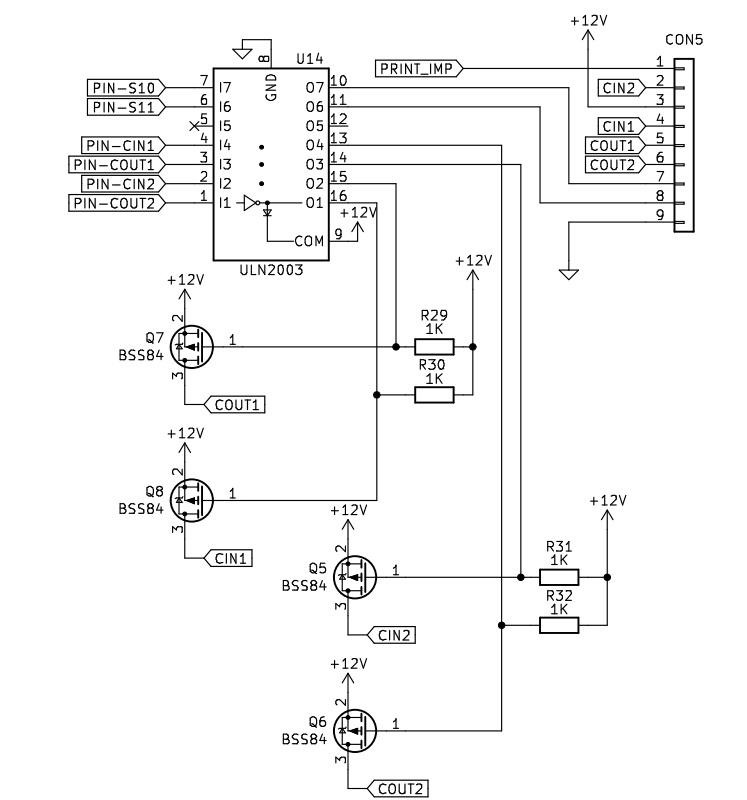 +12V
CON5
U14
8
GND
PRINT_IMP
1
PIN-S10
7
I7
O7
10
CIN2
2
PIN-S11
6
I6
O6
11
3
5
I5
O5
12
CIN1
4
PIN-CIN1
4
I4
O4
13
COUT1
5
PIN-COUT1
3
I3
O3
14
COUT2
6
PIN-CIN2
2
I2
O2
15
7
PIN-COUT2
1
I1
O1
16
8
+12V
9
COM
9
ULN2003
+12V
+12V
2
Q7
BSS84
1
3
COUT1
R29
1K
R30
1K
+12V
2
Q8
BSS84
1
3
CIN1
+12V
+12V
2
Q5
BSS84
1
3
CIN2
R31
1K
R32
1K
+12V
2
Q6
BSS84
1
3
COUT2